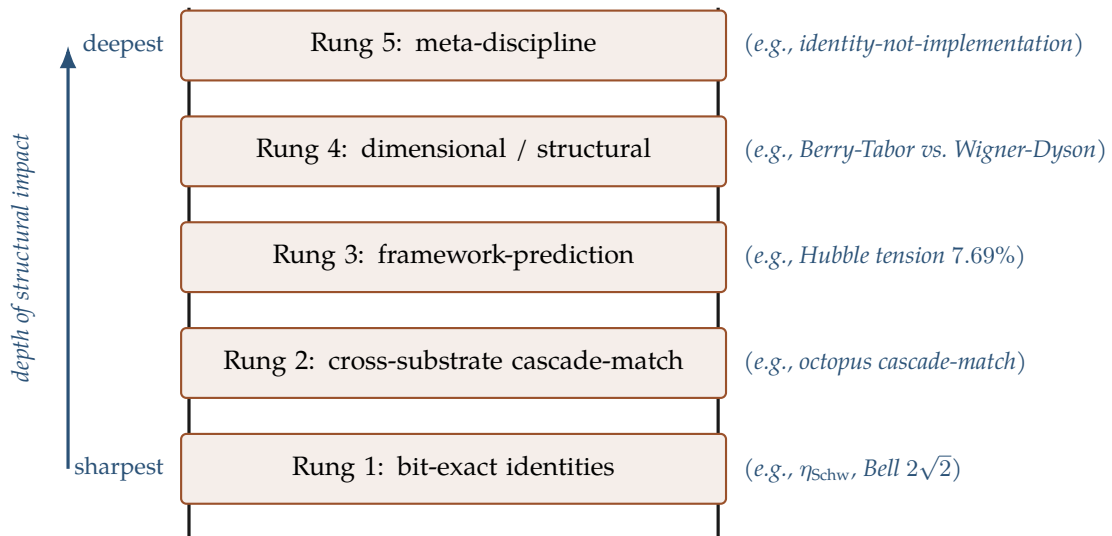 deepest
Rung 5: meta-discipline
(e.g., identity-not-implementation)
Rung 4: dimensional / structural
(e.g., Berry-Tabor vs. Wigner-Dyson)
depth of structural impact
Rung 3: framework-prediction
(e.g., Hubble tension 7.69%)
Rung 2: cross-substrate cascade-match
(e.g., octopus cascade-match)
sharpest
Rung 1: bit-exact identities
(e.g., η_Schw, Bell 2√2)